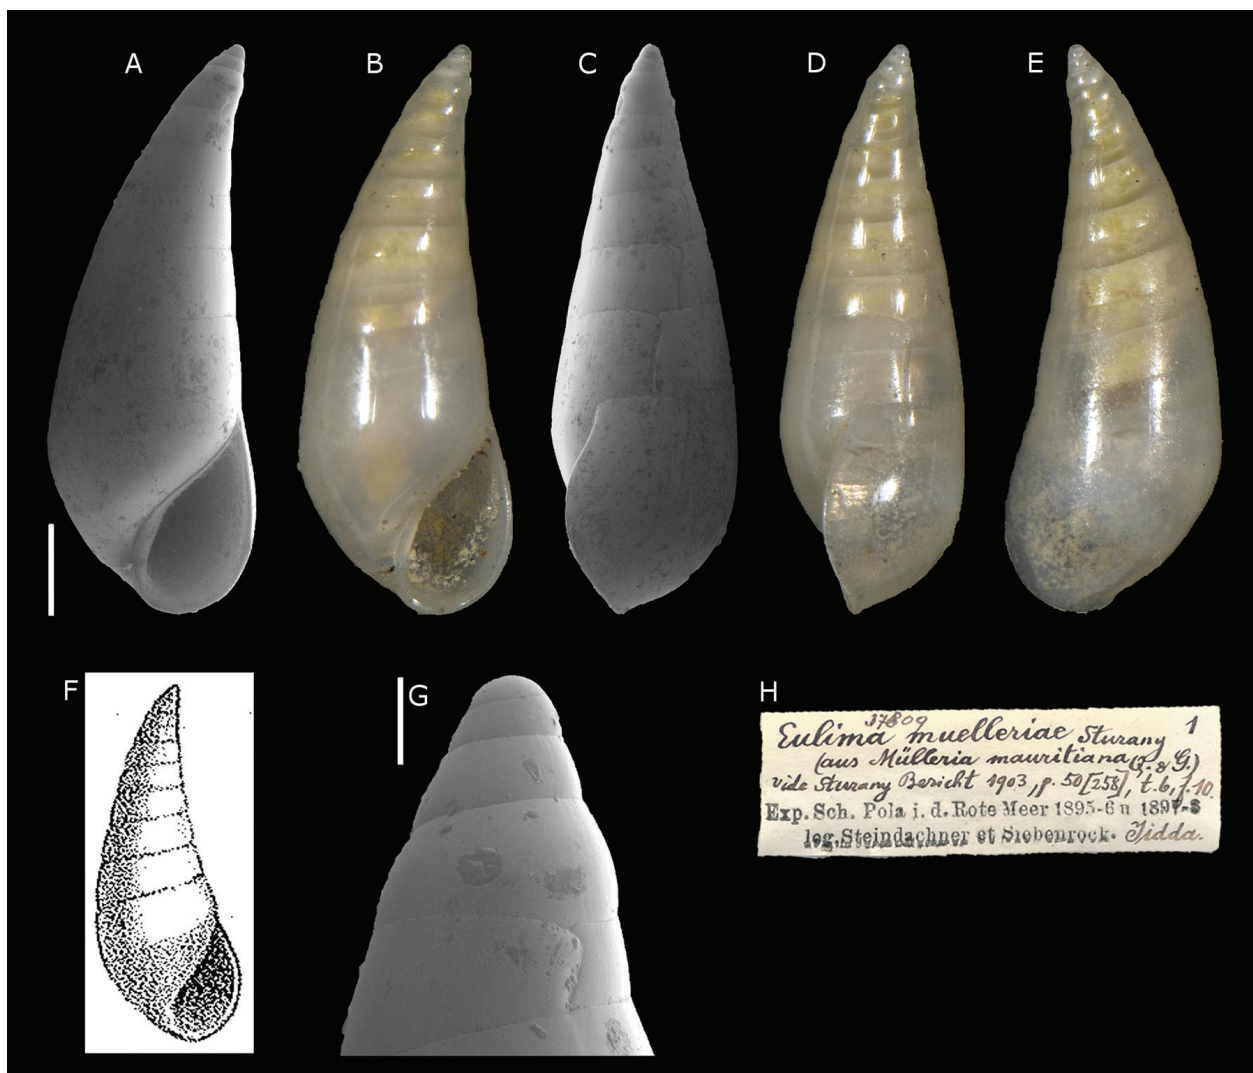 A
B
C
D
E
F
G
H
37809
Eulima muelleriae Sturany 1
(aus Mülleria mauritiana (Q. & G.)
vide Sturany Bericht 1903, p. 50 [258], t. 6, f. 10.
Exp. Sch. Pola i. d. Rote Meer 1895-6 u 1897-8
leg. Steindachner et Siebenrock. Jidda.